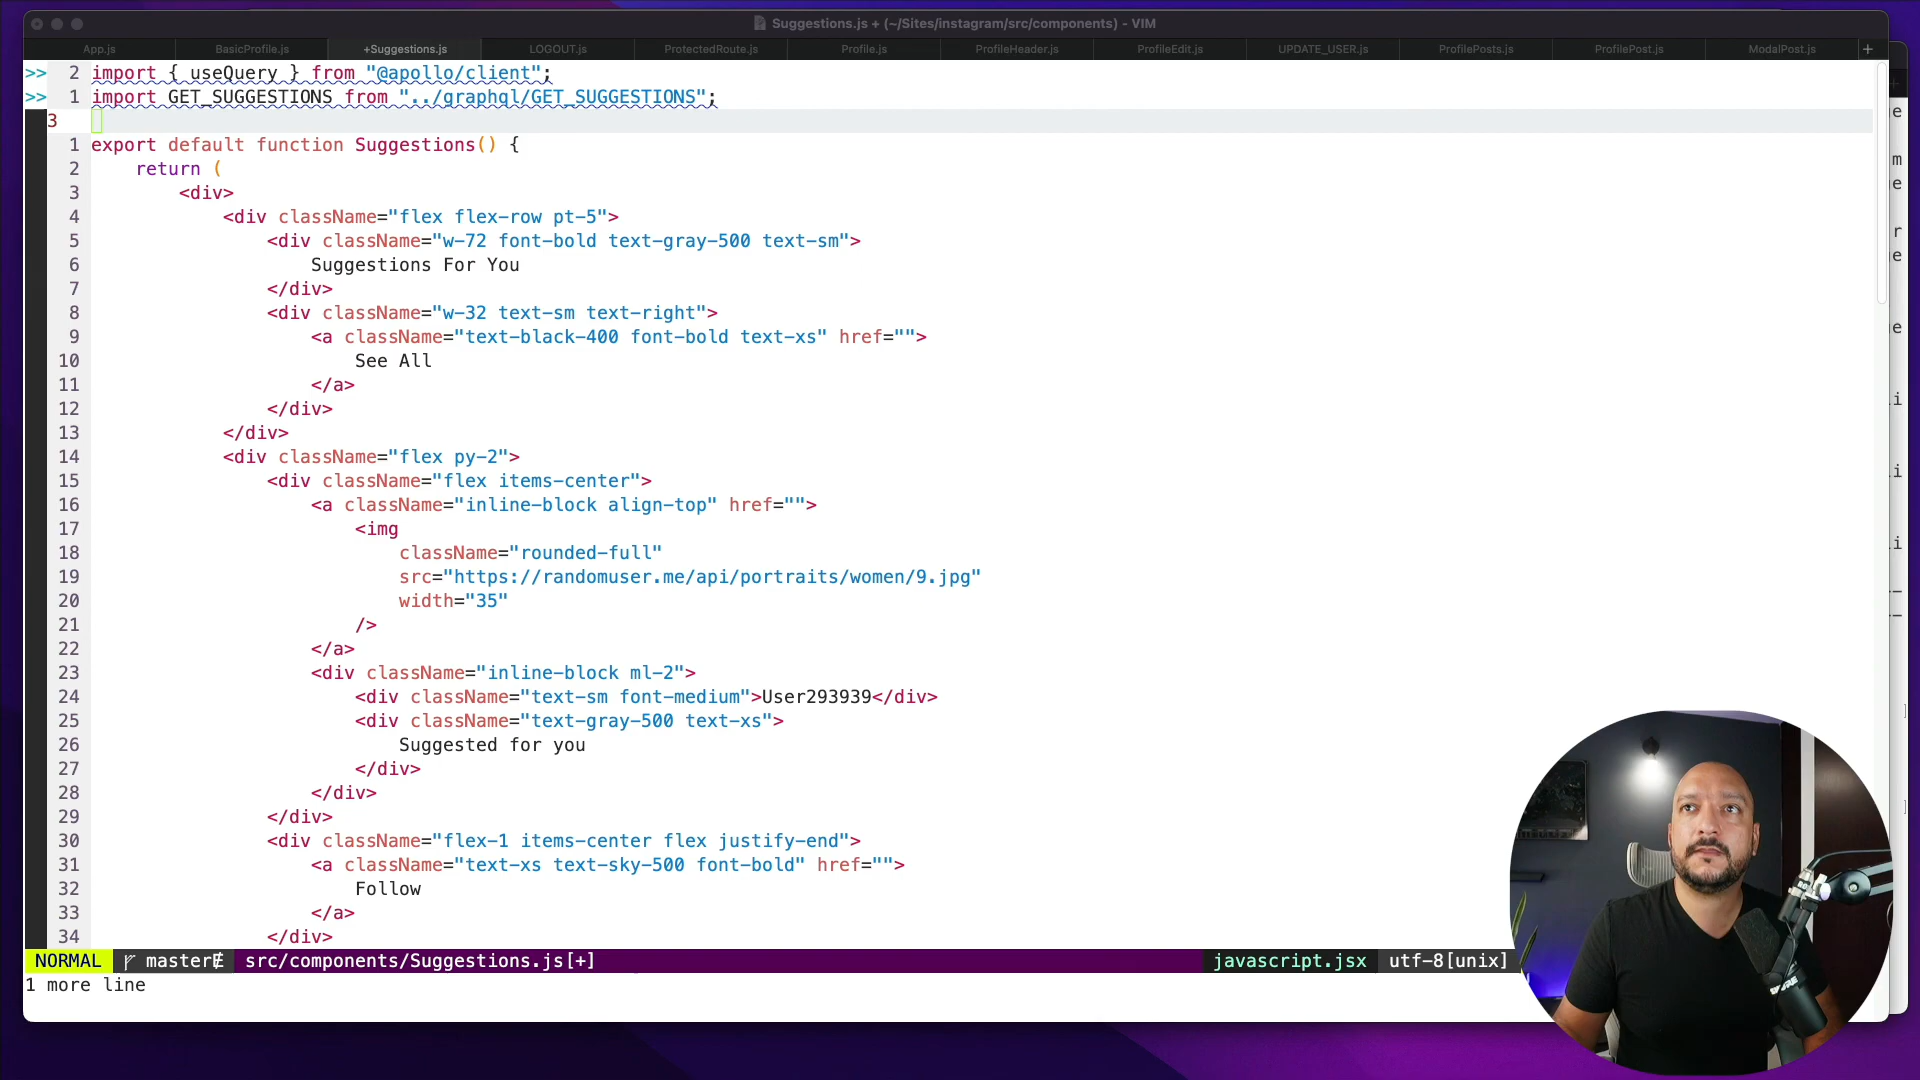 Suggestions.js + (~/Sites/instagram/src/components) - VIM
App.js BasicProfile.js +Suggestions.js LOGOUT.js ProtectedRoute.js Profile.js ProfileHeader.js ProfileEdit.js UPDATE_USER.js ProfilePosts.js ProfilePost.js ModalPost.js +
>> 2 import { useQuery } from "@apollo/client";
>> 1 import GET_SUGGESTIONS from "../graphql/GET_SUGGESTIONS";
3
1 export default function Suggestions() {
2 return (
3 <div>
4 <div className="flex flex-row pt-5">
5 <div className="w-72 font-bold text-gray-500 text-sm">
6 Suggestions For You
7 </div>
8 <div className="w-32 text-sm text-right">
9 <a className="text-black-400 font-bold text-xs" href="">
10 See All
11 </a>
12 </div>
13 </div>
14 <div className="flex py-2">
15 <div className="flex items-center">
16 <a className="inline-block align-top" href="">
17 <img
18 className="rounded-full"
19 src="https://randomuser.me/api/portraits/women/9.jpg"
20 width="35"
21 />
22 </a>
23 <div className="inline-block ml-2">
24 <div className="text-sm font-medium">User293939</div>
25 <div className="text-gray-500 text-xs">
26 Suggested for you
27 </div>
28 </div>
29 </div>
30 <div className="flex-1 items-center flex justify-end">
31 <a className="text-xs text-sky-500 font-bold" href="">
32 Follow
33 </a>
34 </div>
NORMAL master src/components/Suggestions.js[+] javascript.jsx utf-8[unix]
1 more line